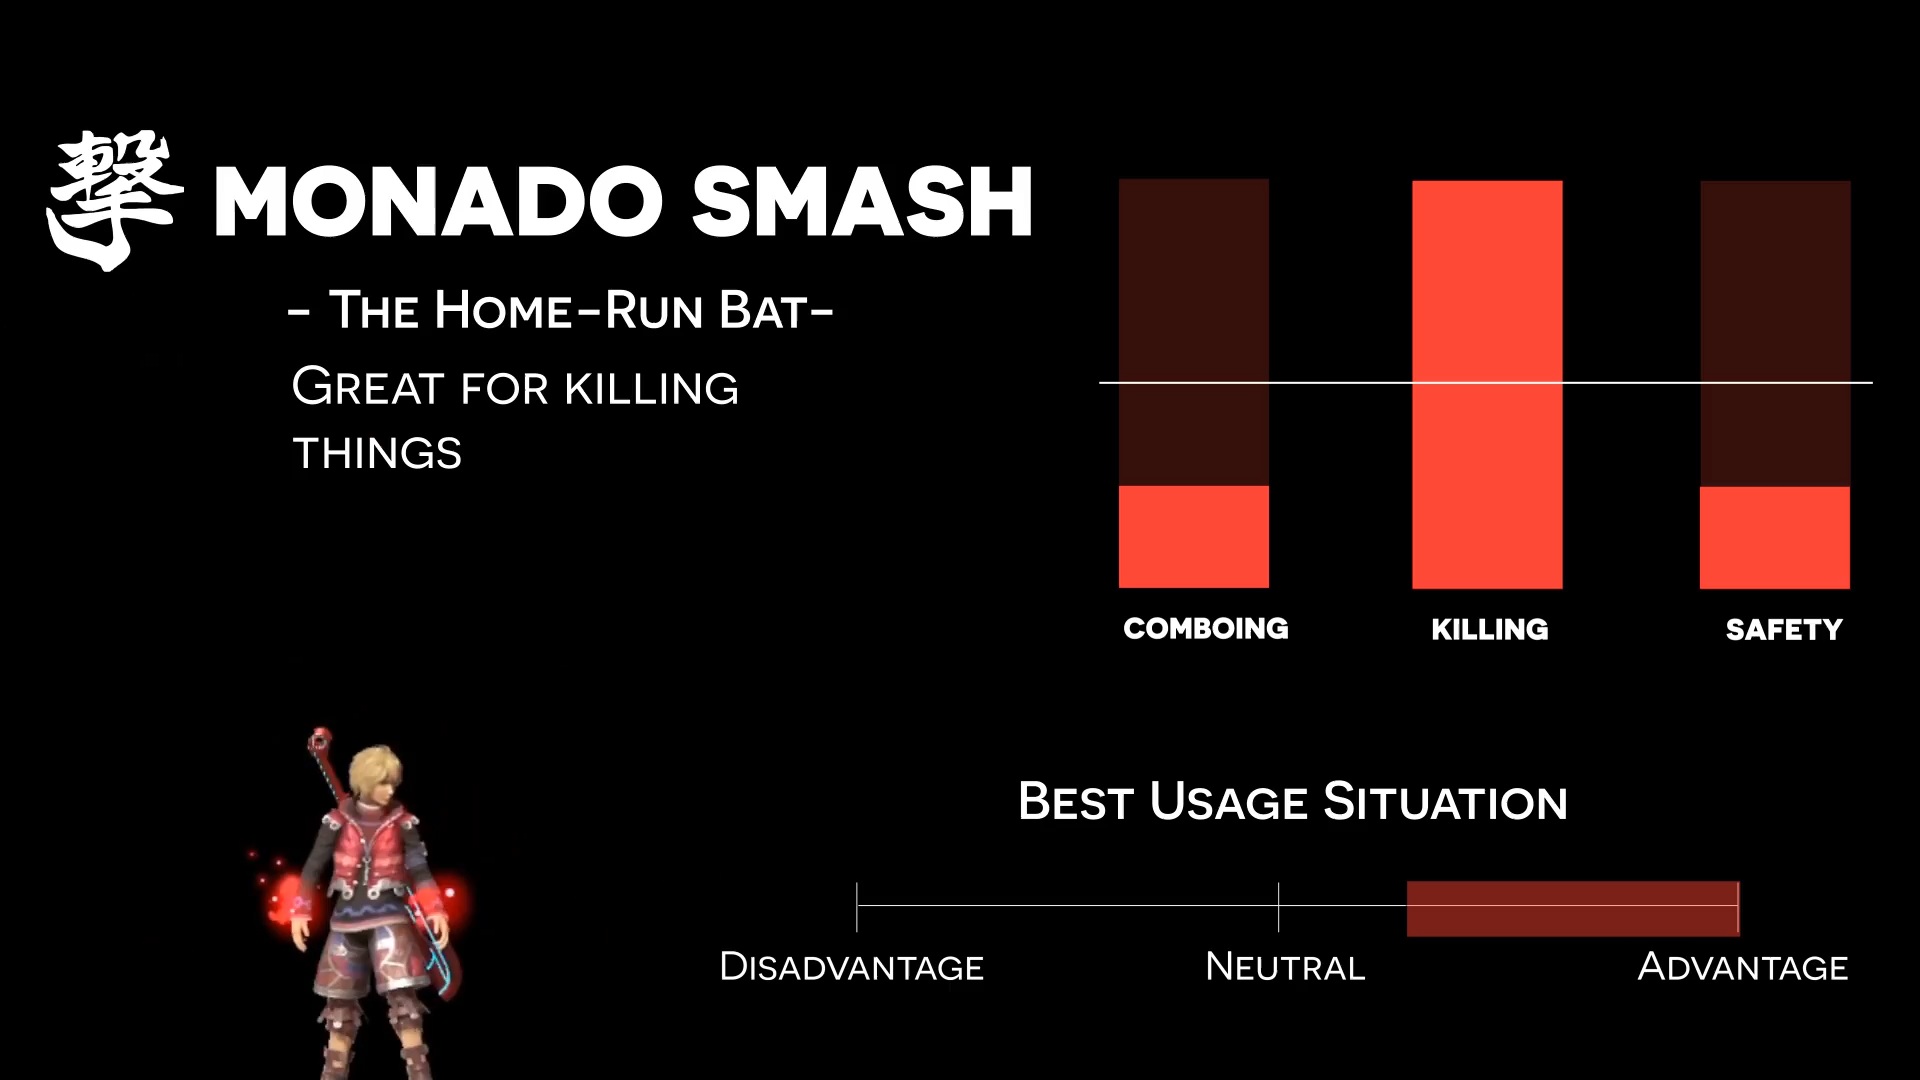 撃 MONADO SMASH
- THE HOME-RUN BAT-
GREAT FOR KILLING
THINGS
COMBOING KILLING SAFETY
BEST USAGE SITUATION
DISADVANTAGE NEUTRAL ADVANTAGE